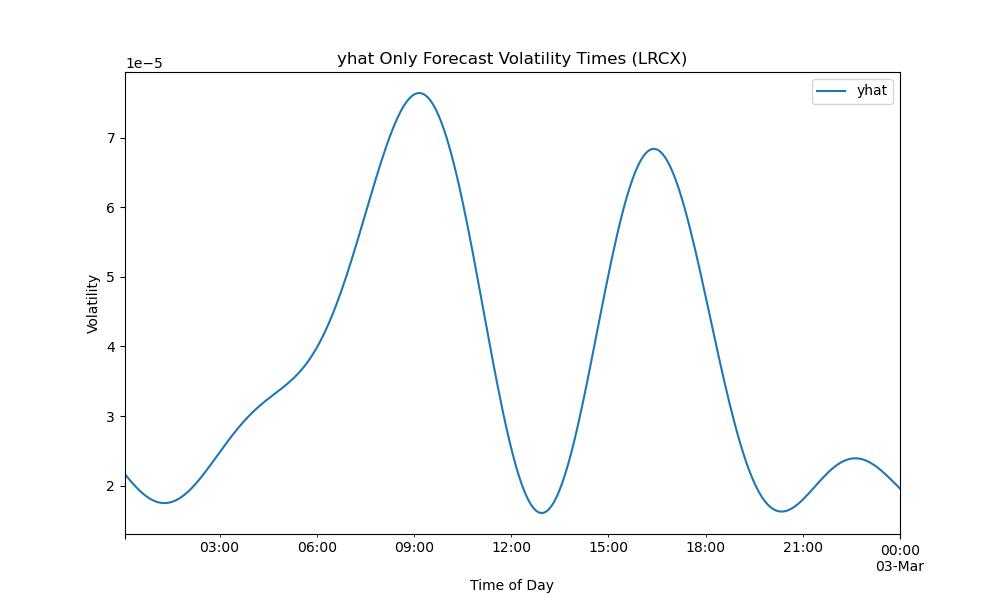 yhat Only Forecast Volatility Times (LRCX)
1e−5
yhat
7
6
5
4
3
2
Volatility
03:00
06:00
09:00
12:00
15:00
18:00
21:00
00:00
03-Mar
Time of Day